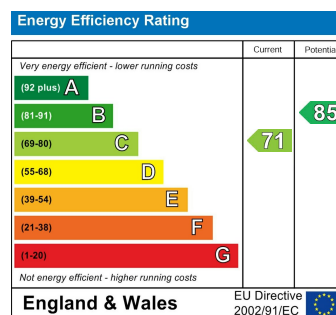 Energy Efficiency Rating
Current
Potentia
Very energy efficient - lower running costs
(92 plus) A
(81-91) B
85
(69-80) C
71
(55-68) D
(39-54) E
(21-38) F
(1-20) G
Not energy efficient - higher running costs
England & Wales
EU Directive
2002/91/EC